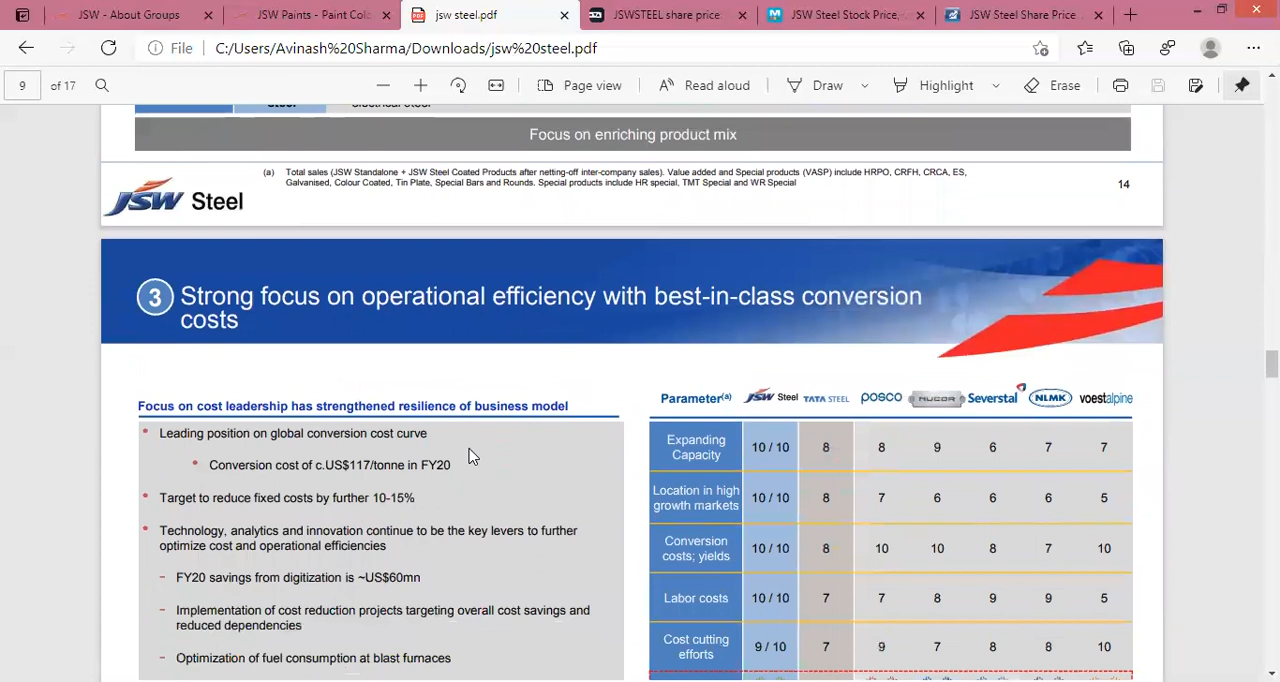 JSW - About Groups
JSW Paints - Paint Col
jsw steel.pdf
JSWSTEEL share price
JSW Steel Stock Price,
JSW Steel Share Price
File
C:/Users/Avinash%20Sharma/Downloads/jsw%20steel.pdf
9
of 17
Page view
Read aloud
Draw
Highlight
Erase
Steel
Electrical steel
Focus on enriching product mix
(a) Total sales (JSW Standalone + JSW Steel Coated Products after netting-off inter-company sales). Value added and Special products (VASP) include HRPO, CRFH, CRCA, ES,
Galvanised, Colour Coated, Tin Plate, Special Bars and Rounds. Special products include HR special, TMT Special and WR Special
14
JSW Steel
3 Strong focus on operational efficiency with best-in-class conversion
costs
Focus on cost leadership has strengthened resilience of business model
Leading position on global conversion cost curve
Conversion cost of c.US$117/tonne in FY20
Target to reduce fixed costs by further 10-15%
Technology, analytics and innovation continue to be the key levers to further
optimize cost and operational efficiencies
– FY20 savings from digitization is ~US$60mn
– Implementation of cost reduction projects targeting overall cost savings and
reduced dependencies
– Optimization of fuel consumption at blast furnaces
Parameter(a) JSW Steel TATA STEEL posco NUCOR Severstal NLMK voestalpine
Expanding
Capacity 10 / 10 8 8 9 6 7 7
Location in high
growth markets 10 / 10 8 7 6 6 6 5
Conversion
costs; yields 10 / 10 8 10 10 8 7 10
Labor costs 10 / 10 7 7 8 9 9 5
Cost cutting
efforts 9 / 10 7 9 7 8 8 10